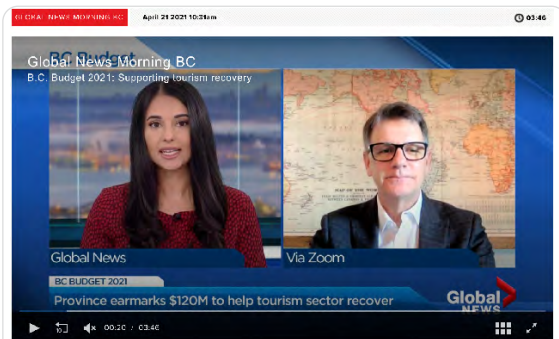 GLOBAL NEWS MORNING BC April 21 2021 10:31am 03:46
BC Budget
Global News Morning BC
B.C. Budget 2021: Supporting tourism recovery
Global News
Via Zoom
BC BUDGET 2021
Province earmarks $120M to help tourism sector recover
Global
NEWS
10
00:20 / 03:46